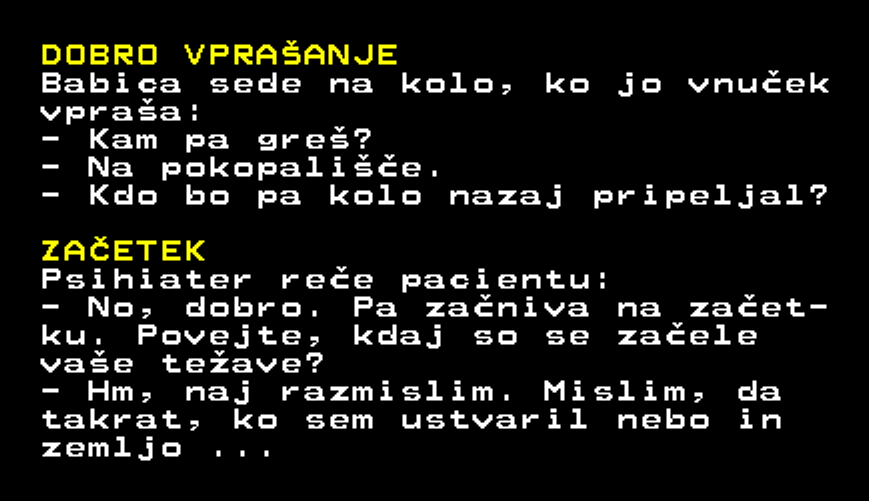 DOBRO VPRAŠANJE
Babica sede na kolo, ko jo vnuček
vpraša:
- Kam pa greš?
- Na pokopališče.
- Kdo bo pa kolo nazaj pripeljal?
ZAČETEK
Psihiater reče pacientu:
- No, dobro. Pa začniva na začet-
ku. Povejte, kdaj so se začele
vaše težave?
- Hm, naj razmislim. Mislim, da
takrat, ko sem ustvaril nebo in
zemljo ...